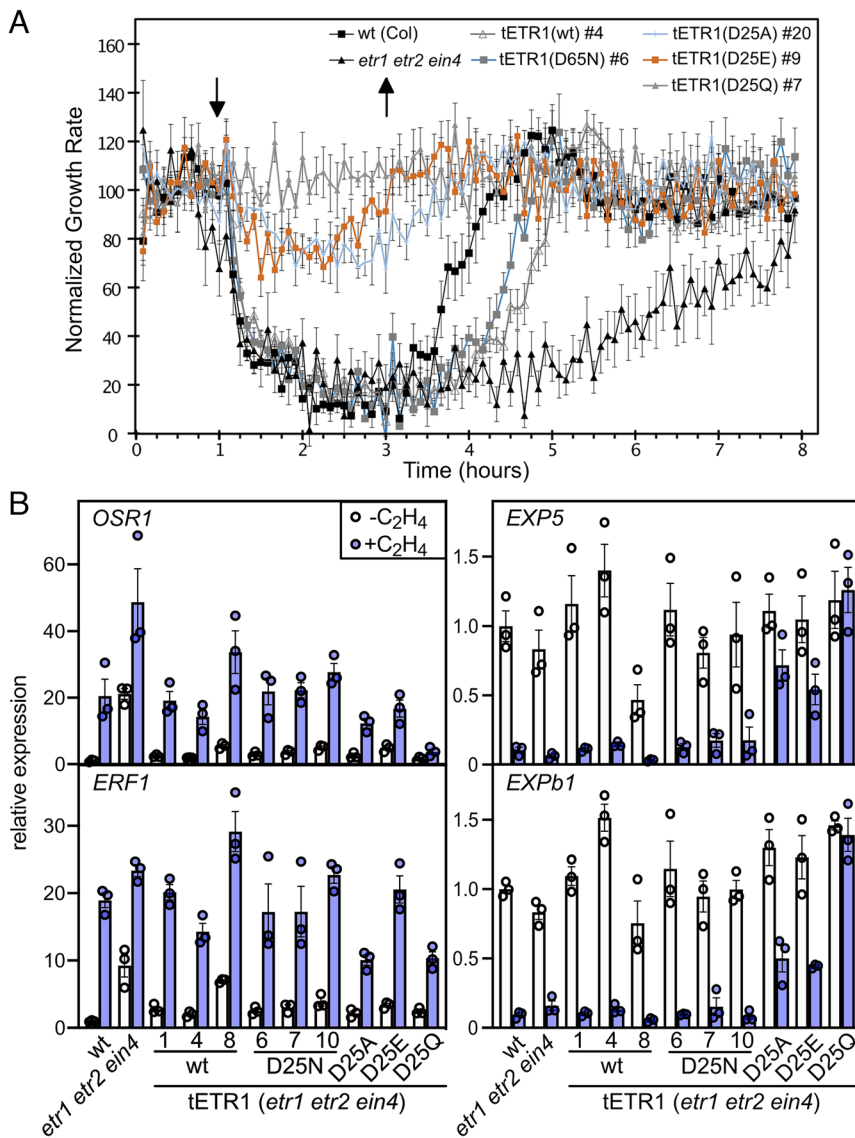 A
wt (Col)
etr1 etr2 ein4
tETR1(wt) #4
tETR1(D65N) #6
tETR1(D25A) #20
tETR1(D25E) #9
tETR1(D25Q) #7
Normalized Growth Rate
160
140
120
100
80
60
40
20
0
0 1 2 3 4 5 6 7 8
Time (hours)
B
OSR1
-C2H4
+C2H4
60
40
20
0
EXP5
1.5
1.0
0.5
0
relative expression
ERF1
30
20
10
0
EXPb1
1.5
1.0
0.5
0
wt
etr1 etr2 ein4
1 4 8 6 7 10
D25A
D25E
D25Q
wt D25N
tETR1 (etr1 etr2 ein4)
wt
etr1 etr2 ein4
1 4 8 6 7 10
D25A
D25E
D25Q
wt D25N
tETR1 (etr1 etr2 ein4)